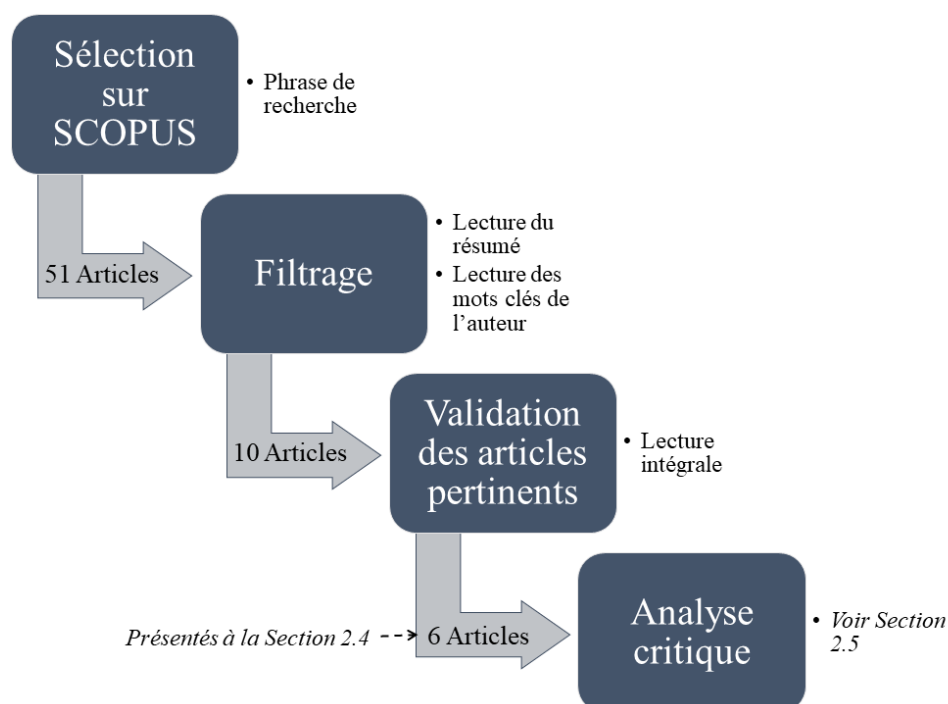 Sélection
sur
SCOPUS
• Phrase de
recherche
51 Articles
Filtrage
• Lecture du
résumé
• Lecture des
mots clés de
l’auteur
10 Articles
Validation
des articles
pertinents
• Lecture
intégrale
Présentés à la Section 2.4
6 Articles
Analyse
critique
• Voir Section
2.5